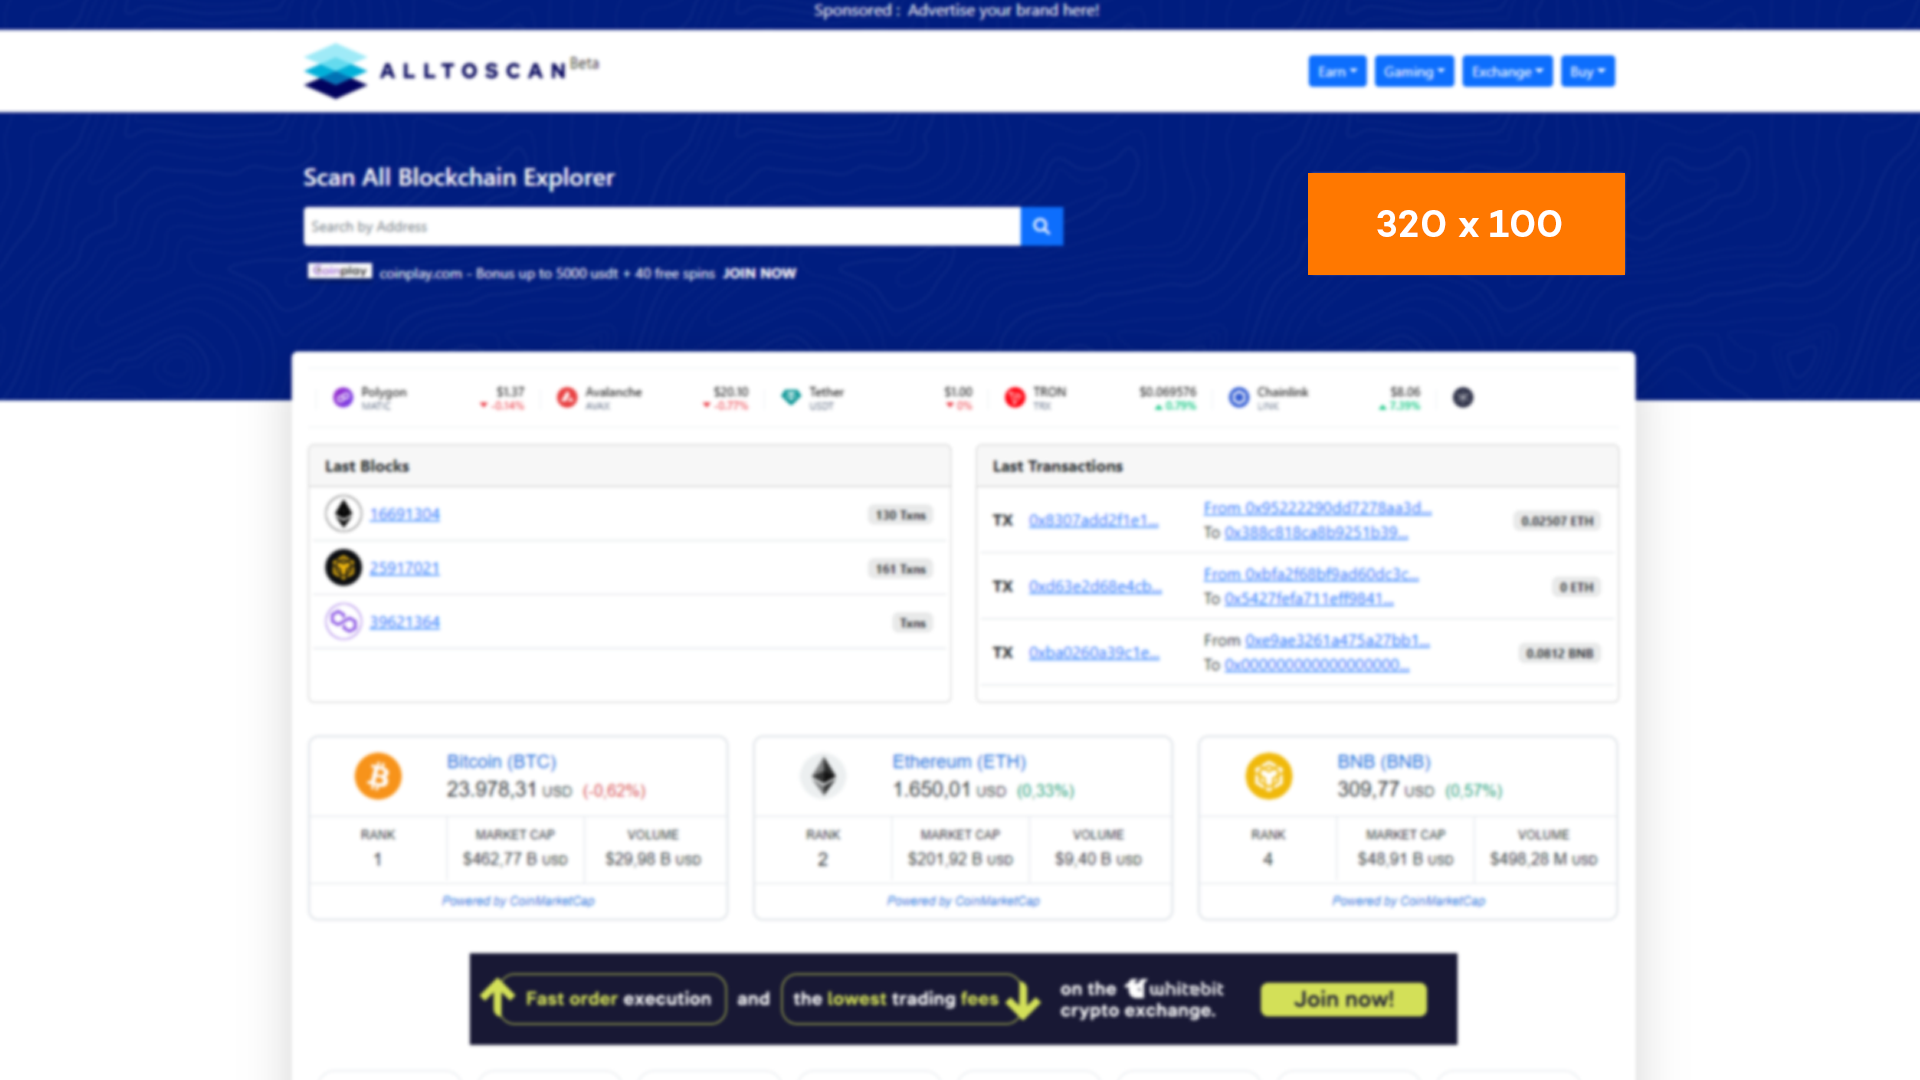 Sponsored : Advertise your brand here!
ALLTOSCAN Beta
Earn Gaming Exchange Buy
Scan All Blockchain Explorer
320 x 100
Search by Address
Coinplay coinplay.com - Bonus up to 5000 usdt + 40 free spins JOIN NOW
Polygon $1.37 Avalanche $20.10 Tether $1.00 TRON $0.069576 Chainlink $8.06
MATIC -0.14% AVAX -0.77% USDT 0% TRX 0.79% LINK 7.39%
Last Blocks
16691304 130 Txns
25917021 161 Txns
39621364 Txns
Last Transactions
From 0x95222290dd7278aa3d...
TX 0x8307add2f1e1... 0.02507 ETH
To 0x388c818ca8b9251b39...
From 0xbfa2f68bf9ad60dc3c...
TX 0xd63e2d68e4cb... 0 ETH
To 0x5427fefa711eff9841...
From 0xe9ae3261a475a27bb1...
TX 0xba0260a39c1e... 0.0812 BNB
To 0x000000000000000000...
Bitcoin (BTC)
23.978,31 USD (-0,62%)
RANK MARKET CAP VOLUME
1 $462,77 B USD $29,98 B USD
Powered by CoinMarketCap
Ethereum (ETH)
1.650,01 USD (0,33%)
RANK MARKET CAP VOLUME
2 $201,92 B USD $9,40 B USD
Powered by CoinMarketCap
BNB (BNB)
309,77 USD (0,57%)
RANK MARKET CAP VOLUME
4 $48,91 B USD $498,28 M USD
Powered by CoinMarketCap
Fast order execution and the lowest trading fees on the whitebit
crypto exchange. Join now!